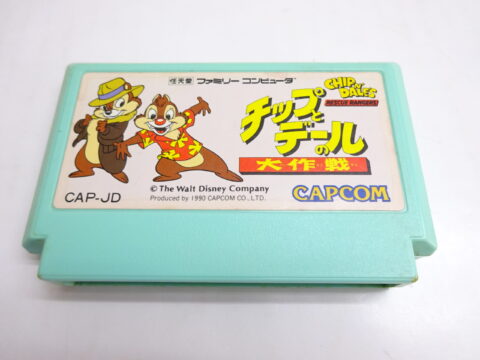 任天堂 ファミリーコンピュータ
CHIP 'N DALE'S
RESCUE RANGERS
チップと
デールの
大作戦
© The Walt Disney Company
Produced by 1990 CAPCOM CO., LTD.
CAP-JD
CAPCOM